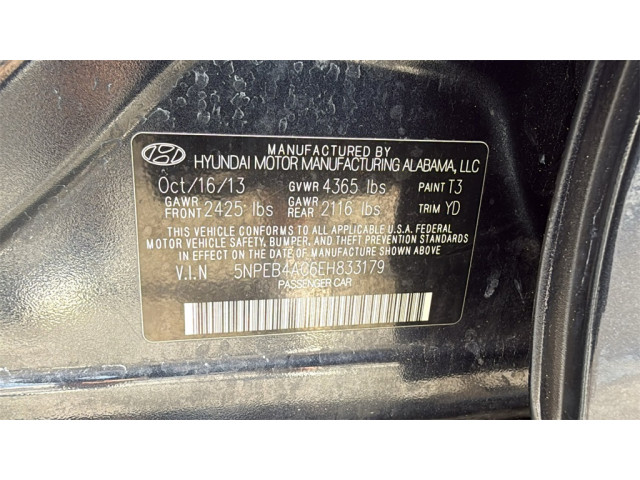 MANUFACTURED BY
HYUNDAI MOTOR MANUFACTURING ALABAMA, LLC
Oct/16/13 GVWR 4365 lbs PAINT T3
GAWR FRONT 2425 lbs GAWR REAR 2116 lbs TRIM YD
THIS VEHICLE CONFORMS TO ALL U.S.A. FEDERAL
MOTOR VEHICLE SAFETY, BUMPER, AND THEFT PREVENTION STANDARDS
IN EFFECT ON THE DATE OF MANUFACTURE SHOWN ABOVE.
V.I.N 5NPEB4AC6EH833179
PASSENGER CAR